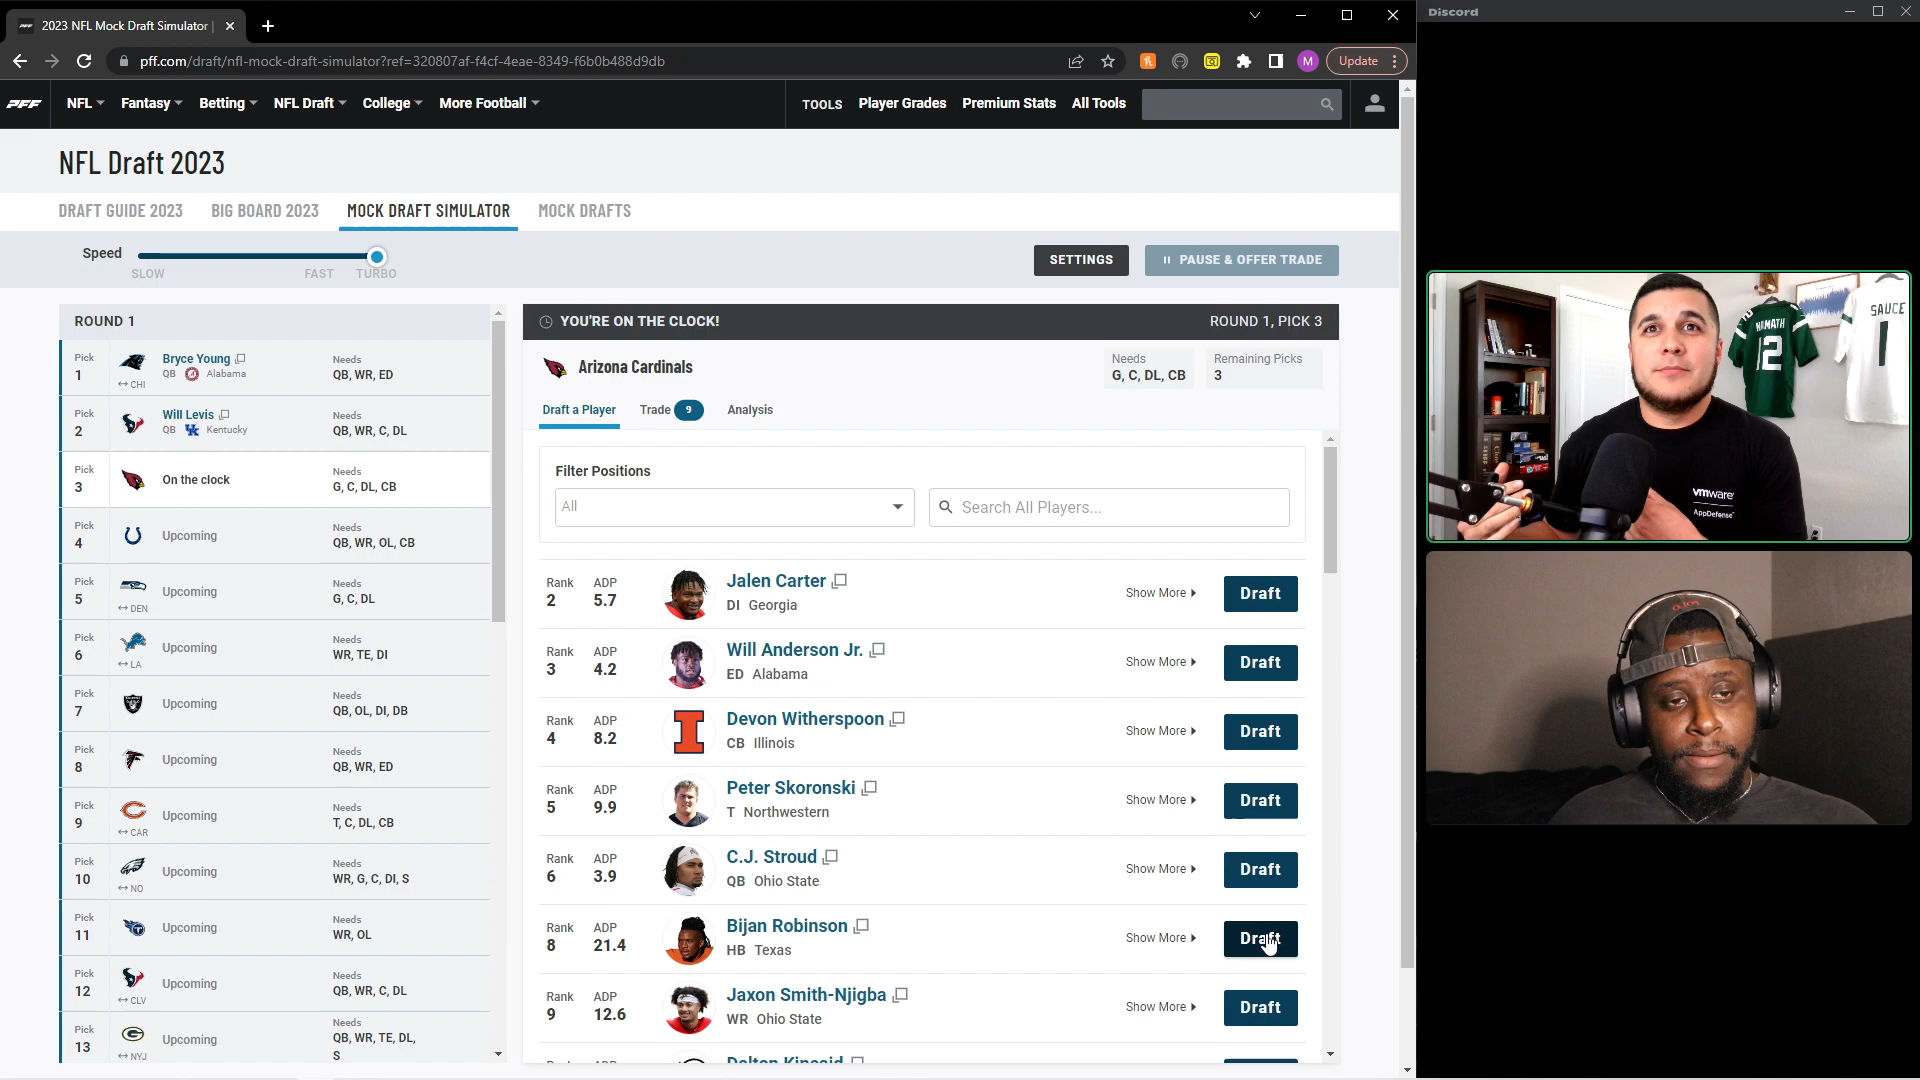 2023 NFL Mock Draft Simulator |
Discord
pff.com/draft/nfl-mock-draft-simulator?ref=320807af-f4cf-4eae-8349-f6b0b488d9db
M
Update
PFF
NFL
Fantasy
Betting
NFL Draft
College
More Football
TOOLS
Player Grades
Premium Stats
All Tools
NFL Draft 2023
DRAFT GUIDE 2023
BIG BOARD 2023
MOCK DRAFT SIMULATOR
MOCK DRAFTS
Speed
SLOW
FAST
TURBO
SETTINGS
PAUSE & OFFER TRADE
ROUND 1
Pick 1
CHI
Bryce Young
QB Alabama
Needs
QB, WR, ED
Pick 2
Will Levis
QB Kentucky
Needs
QB, WR, C, DL
Pick 3
On the clock
Needs
G, C, DL, CB
Pick 4
Upcoming
Needs
QB, WR, OL, CB
Pick 5
DEN
Upcoming
Needs
G, C, DL
Pick 6
LA
Upcoming
Needs
WR, TE, DI
Pick 7
Upcoming
Needs
QB, OL, DI, DB
Pick 8
Upcoming
Needs
QB, WR, ED
Pick 9
CAR
Upcoming
Needs
T, C, DL, CB
Pick 10
NO
Upcoming
Needs
WR, G, C, DI, S
Pick 11
Upcoming
Needs
WR, OL
Pick 12
CLV
Upcoming
Needs
QB, WR, C, DL
Pick 13
NYJ
Upcoming
Needs
QB, WR, TE, DL,
S
YOU'RE ON THE CLOCK!
ROUND 1, PICK 3
Arizona Cardinals
Needs
G, C, DL, CB
Remaining Picks
3
Draft a Player
Trade 9
Analysis
Filter Positions
All
Search All Players...
Rank 2
ADP 5.7
Jalen Carter
DI Georgia
Show More
Draft
Rank 3
ADP 4.2
Will Anderson Jr.
ED Alabama
Show More
Draft
Rank 4
ADP 8.2
Devon Witherspoon
CB Illinois
Show More
Draft
Rank 5
ADP 9.9
Peter Skoronski
T Northwestern
Show More
Draft
Rank 6
ADP 3.9
C.J. Stroud
QB Ohio State
Show More
Draft
Rank 8
ADP 21.4
Bijan Robinson
HB Texas
Show More
Draft
Rank 9
ADP 12.6
Jaxon Smith-Njigba
WR Ohio State
Show More
Draft
Dalton Kincaid
NAMATH
12
SAUCE
1
vmware
AppDefense